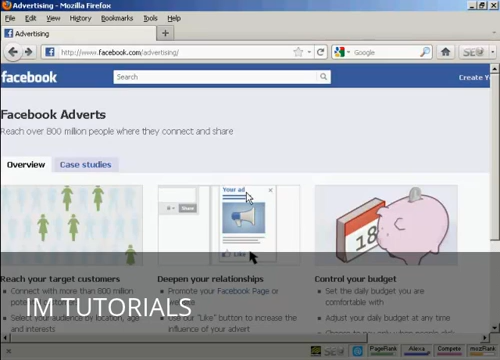 Advertising - Mozilla Firefox
File Edit View History Bookmarks Tools Help
Advertising
http://www.facebook.com/advertising/
Google
facebook
Search
Facebook Adverts
Reach over 800 million people where they connect and share
Overview Case studies
Your ad
Share
Like
18
Reach your target customers
Connect with more than 800 million
Select your audience by location, age
and interests
Deepen your relationships
Promote your Facebook Page or
Use our "Like" button to increase the
influence of your advert
Control your budget
Set the daily budget you are
comfortable with
Adjust your daily budget at any time
IM TUTORIALS
PageRank Alexa Compete mozRank